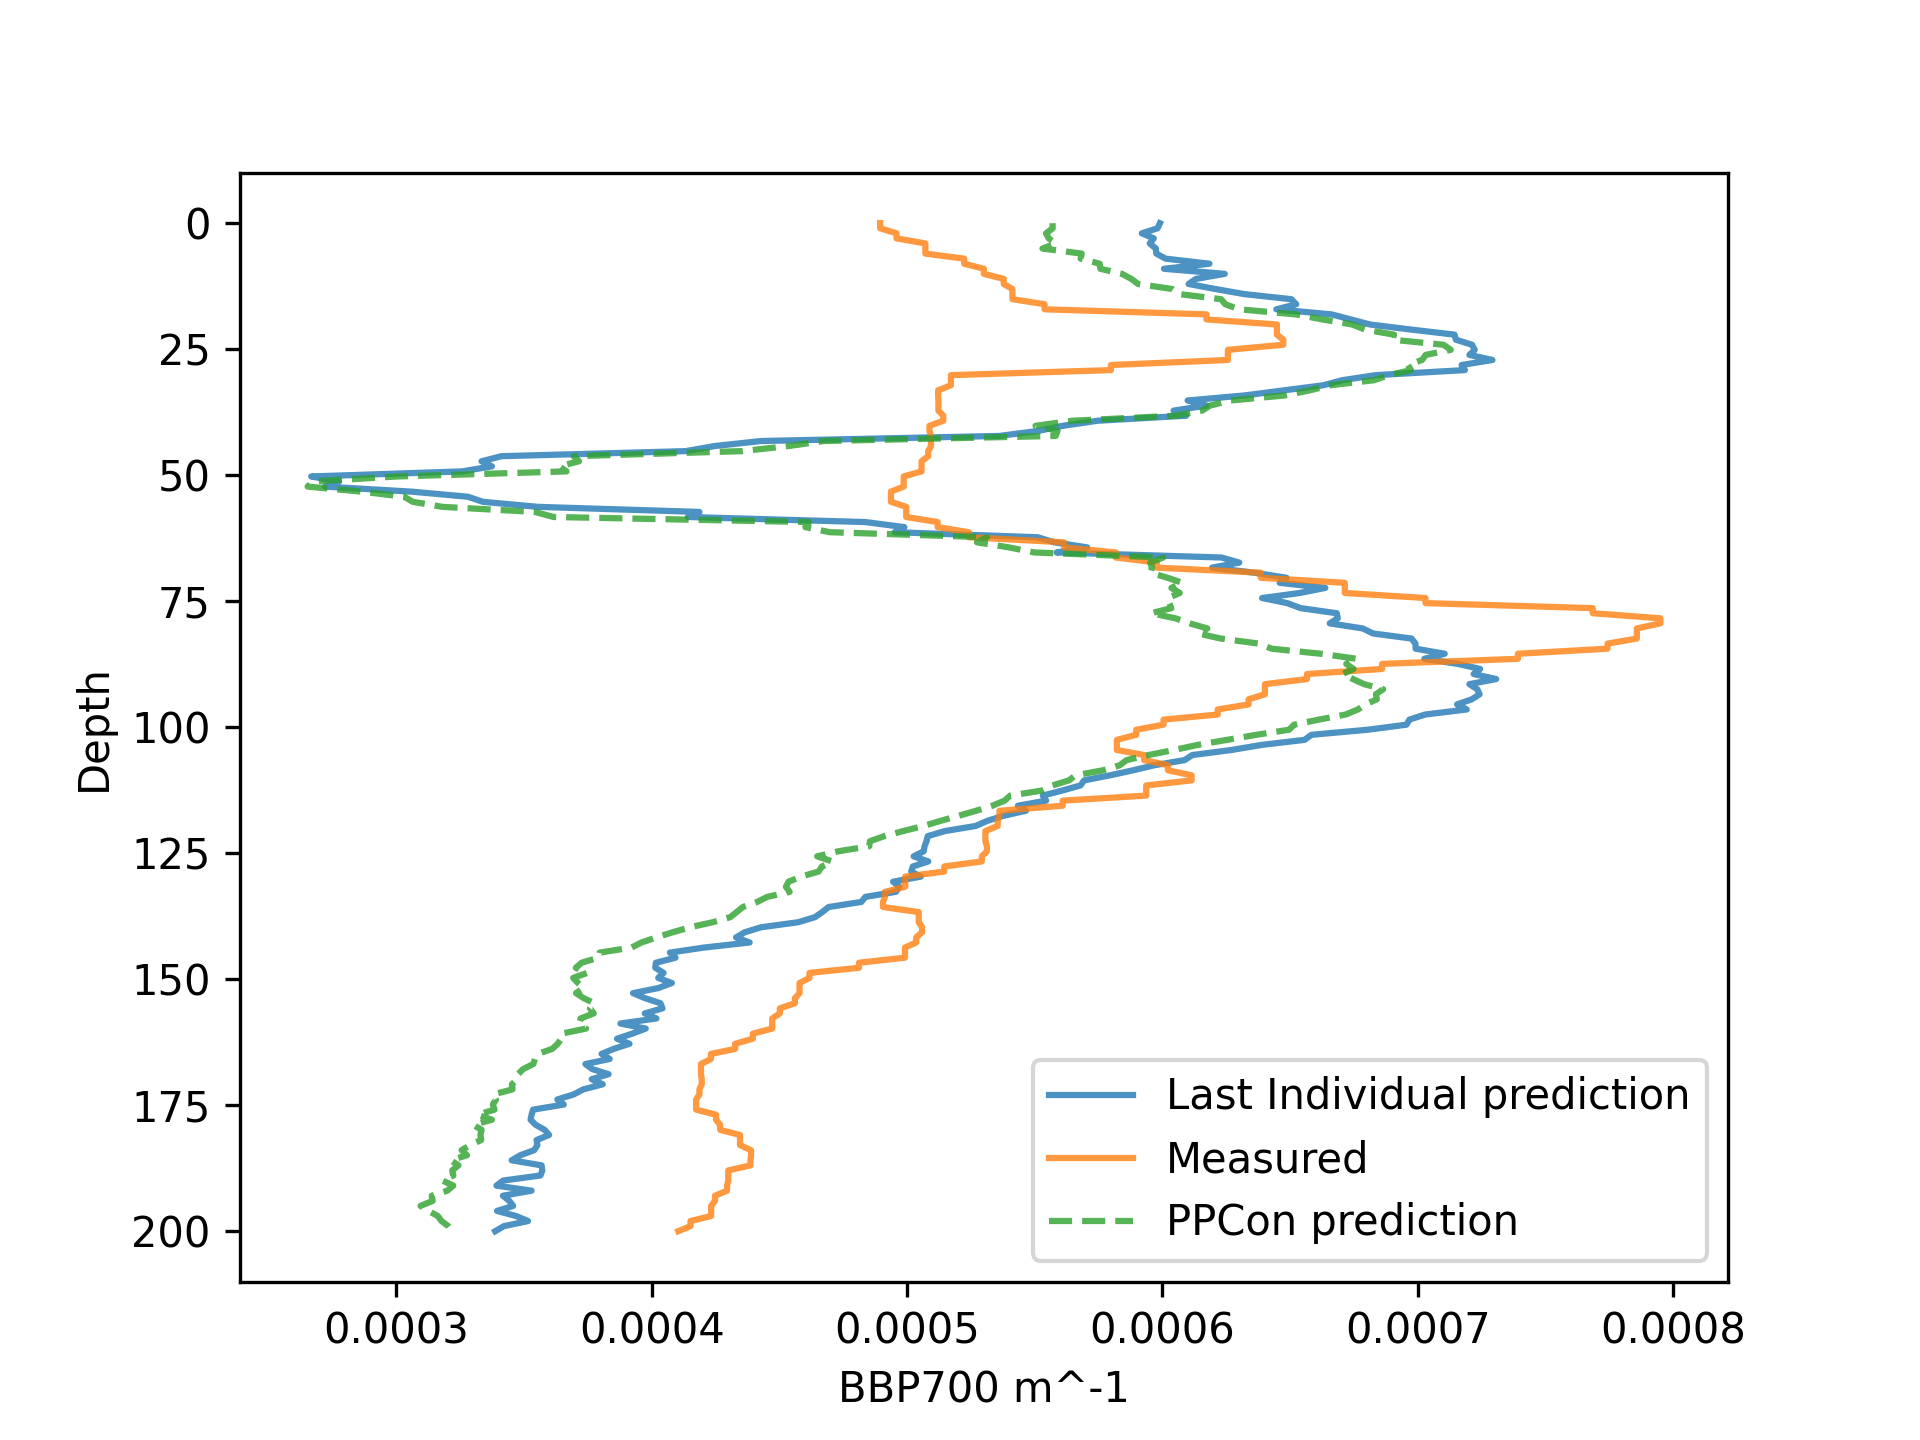 0
25
50
75
100
125
150
175
200
Depth
0.0003 0.0004 0.0005 0.0006 0.0007 0.0008
BBP700 m^-1
Last Individual prediction
Measured
PPCon prediction